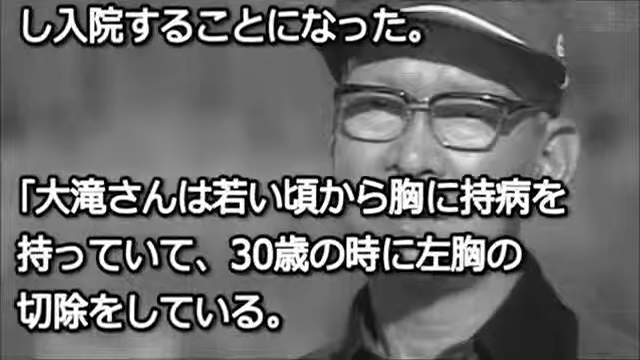 し入院することになった。
「大滝さんは若い頃から胸に持病を
持っていて、30歳の時に左胸の
切除をしている。